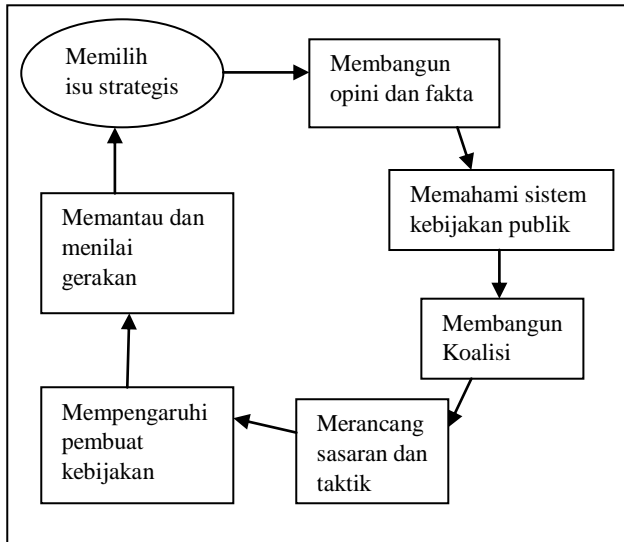 Memilih
isu strategis
Membangun
opini dan fakta
Memahami sistem
kebijakan publik
Membangun
Koalisi
Merancang
sasaran dan
taktik
Mempengaruhi
pembuat
kebijakan
Memantau dan
menilai
gerakan